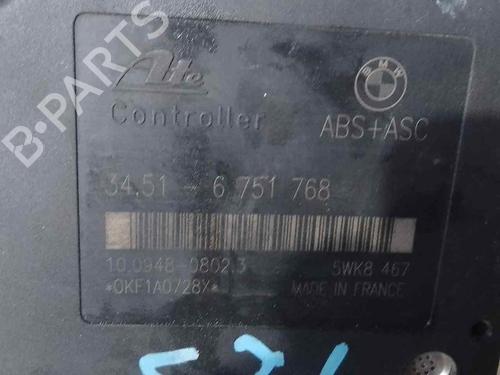 Ate
BMW
Controller
ABS+ASC
34.51 - 6 751 768
10.0948-0802.3
5WK8 467
*0KF1A0728X*
MADE IN FRANCE
B-PARTS